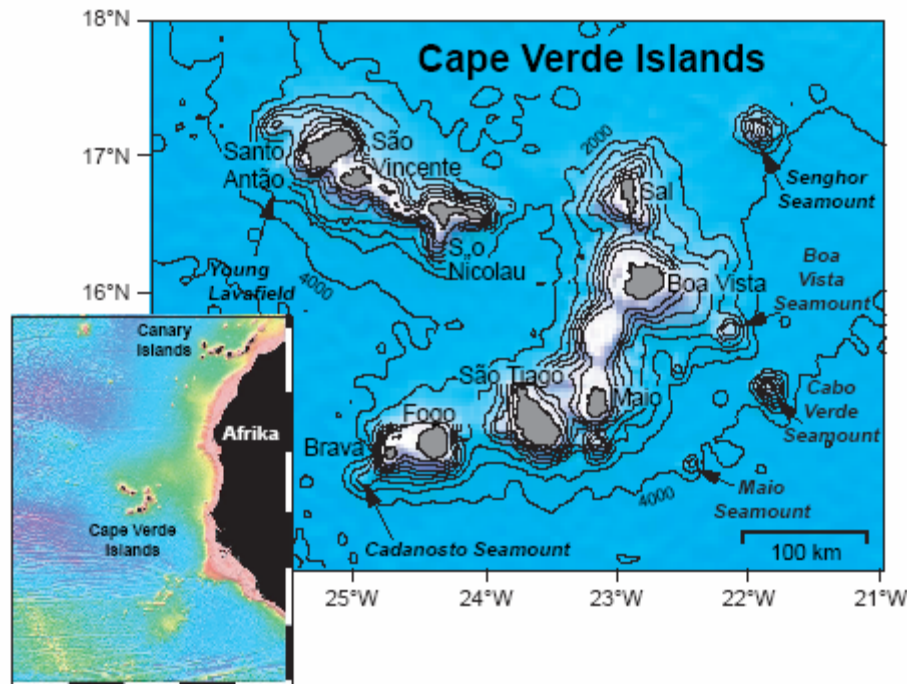 18°N
Cape Verde Islands
17°N
16°N
Santo
Antão
São
Vincente
S,o
Nicolau
Young
Lavafield
2000
4000
Sal
Boa Vista
Senghor
Seamount
Boa
Vista
Seamount
São Tiago
Maio
Fogo
Brava
Cabo
Verde
Seamount
Maio
Seamount
4000
Cadanosto Seamount
100 km
25°W
24°W
23°W
22°W
21°W
Canary
Islands
Afrika
Cape Verde
Islands